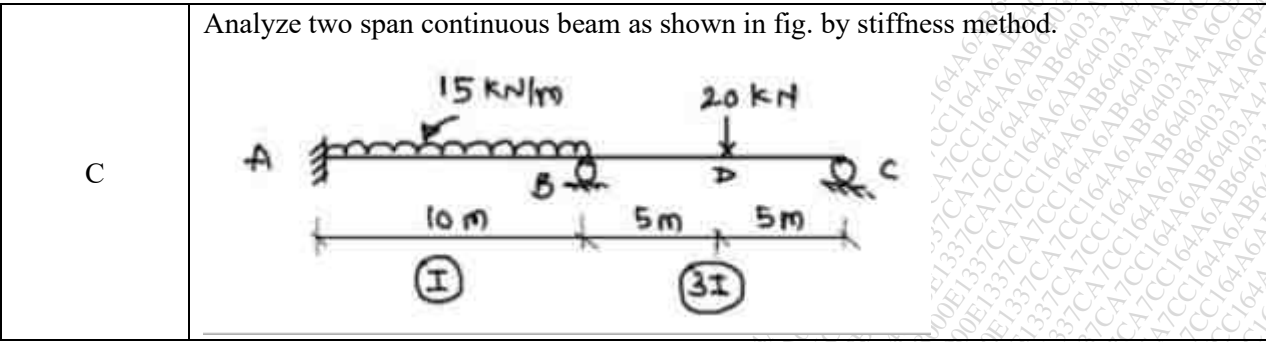 Analyze two span continuous beam as shown in fig. by stiffness method.
15 KN/m
20 KN
A
B
D
C
10 m
5m
5m
I
3I
C